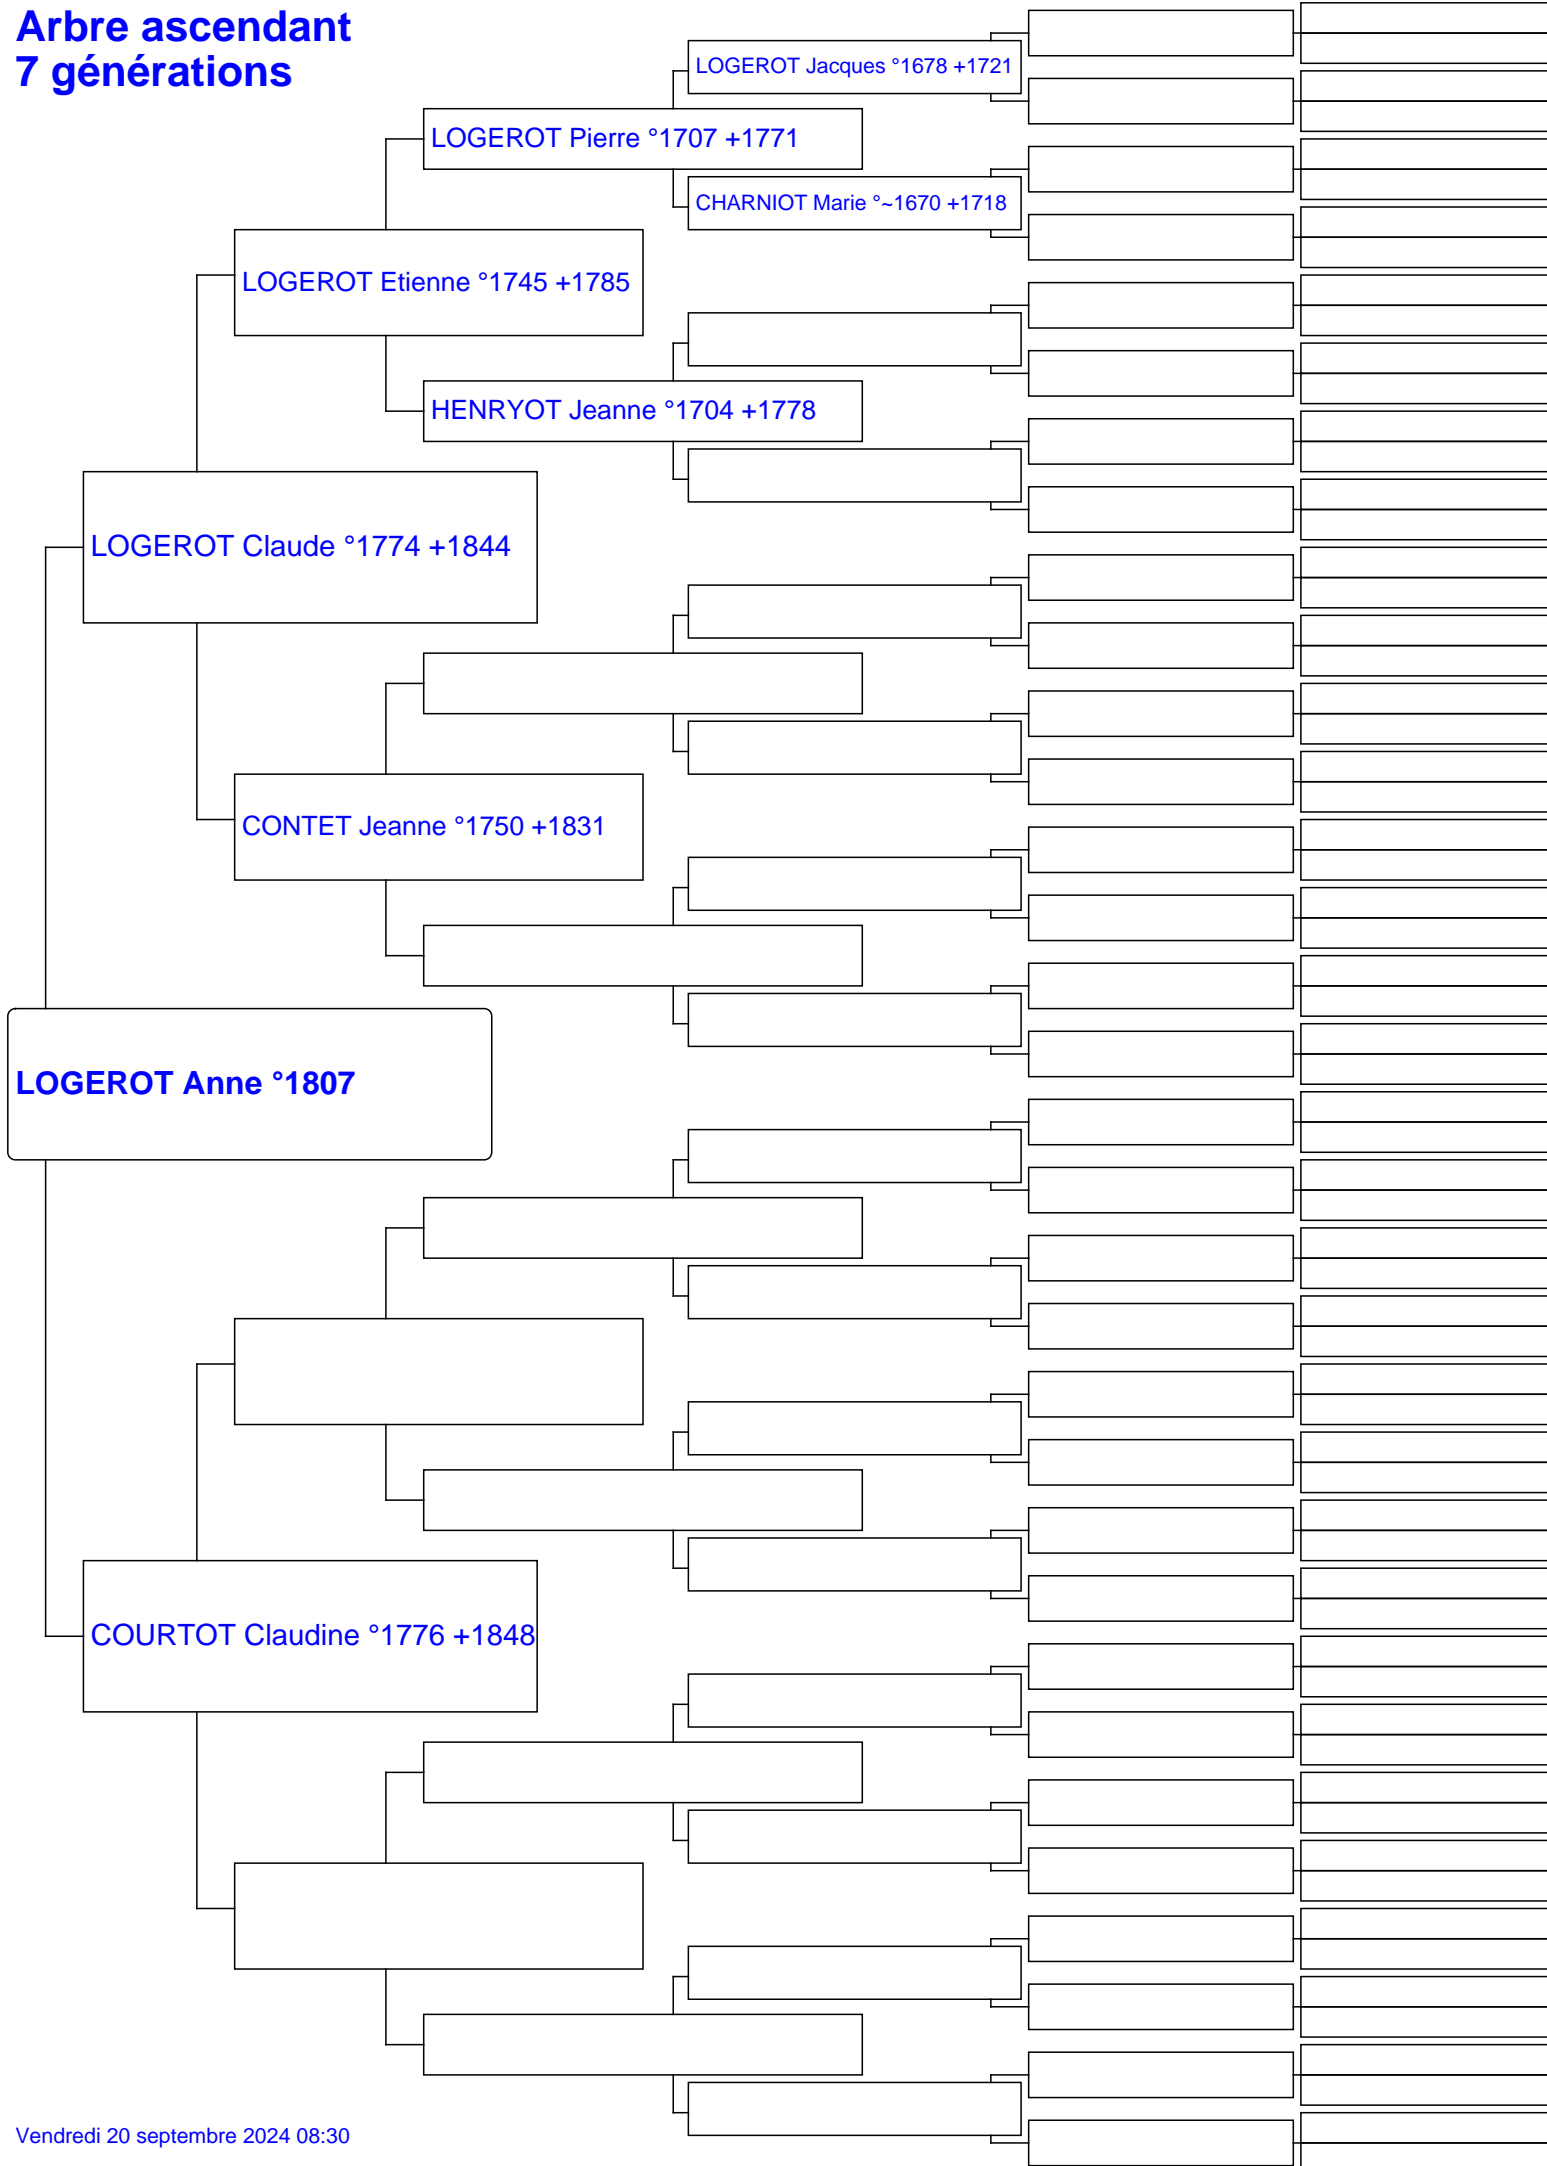 Arbre ascendant
7 générations
LOGEROT Jacques °1678 +1721
LOGEROT Pierre °1707 +1771
CHARNIOT Marie °~1670 +1718
LOGEROT Etienne °1745 +1785
HENRYOT Jeanne °1704 +1778
LOGEROT Claude °1774 +1844
CONTET Jeanne °1750 +1831
LOGEROT Anne °1807
COURTOT Claudine °1776 +1848
Vendredi 20 septembre 2024 08:30